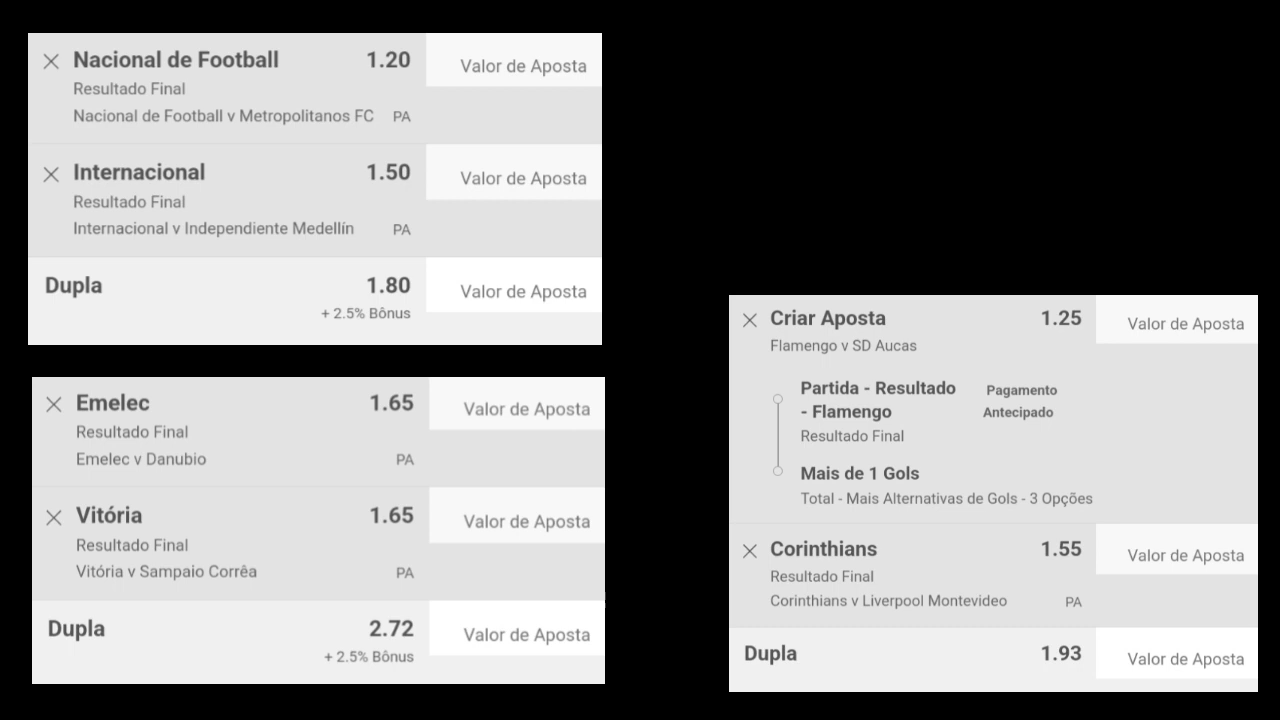 Nacional de Football 1.20 Valor de Aposta
Resultado Final
Nacional de Football v Metropolitanos FC PA
Internacional 1.50 Valor de Aposta
Resultado Final
Internacional v Independiente Medellín PA
Dupla 1.80 Valor de Aposta
+ 2.5% Bônus
Emelec 1.65 Valor de Aposta
Resultado Final
Emelec v Danubio PA
Vitória 1.65 Valor de Aposta
Resultado Final
Vitória v Sampaio Corrêa PA
Dupla 2.72 Valor de Aposta
+ 2.5% Bônus
Criar Aposta 1.25 Valor de Aposta
Flamengo v SD Aucas
Partida - Resultado Pagamento
- Flamengo Antecipado
Resultado Final
Mais de 1 Gols
Total - Mais Alternativas de Gols - 3 Opções
Corinthians 1.55 Valor de Aposta
Resultado Final
Corinthians v Liverpool Montevideo PA
Dupla 1.93 Valor de Aposta